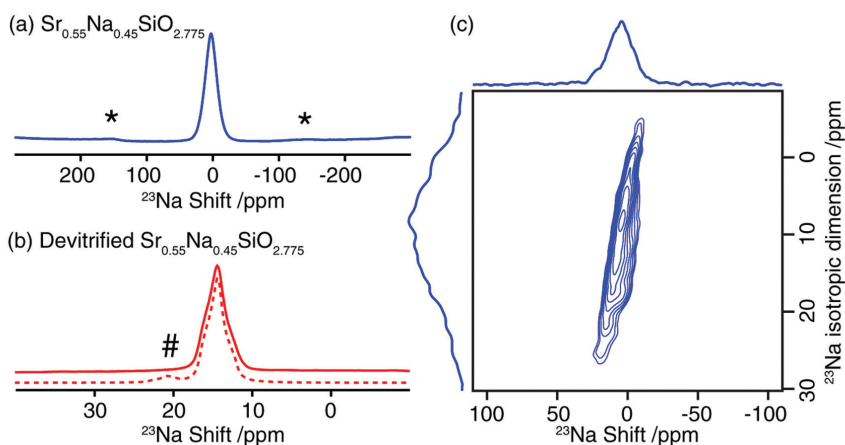 (a) Sr0.55Na0.45SiO2.775
*
*
200 100 0 -100 -200
23Na Shift /ppm
(b) Devitrified Sr0.55Na0.45SiO2.775
#
30 20 10 0
23Na Shift /ppm
(c)
0
10
20
30
23Na isotropic dimension /ppm
100 50 0 -50 -100
23Na Shift /ppm